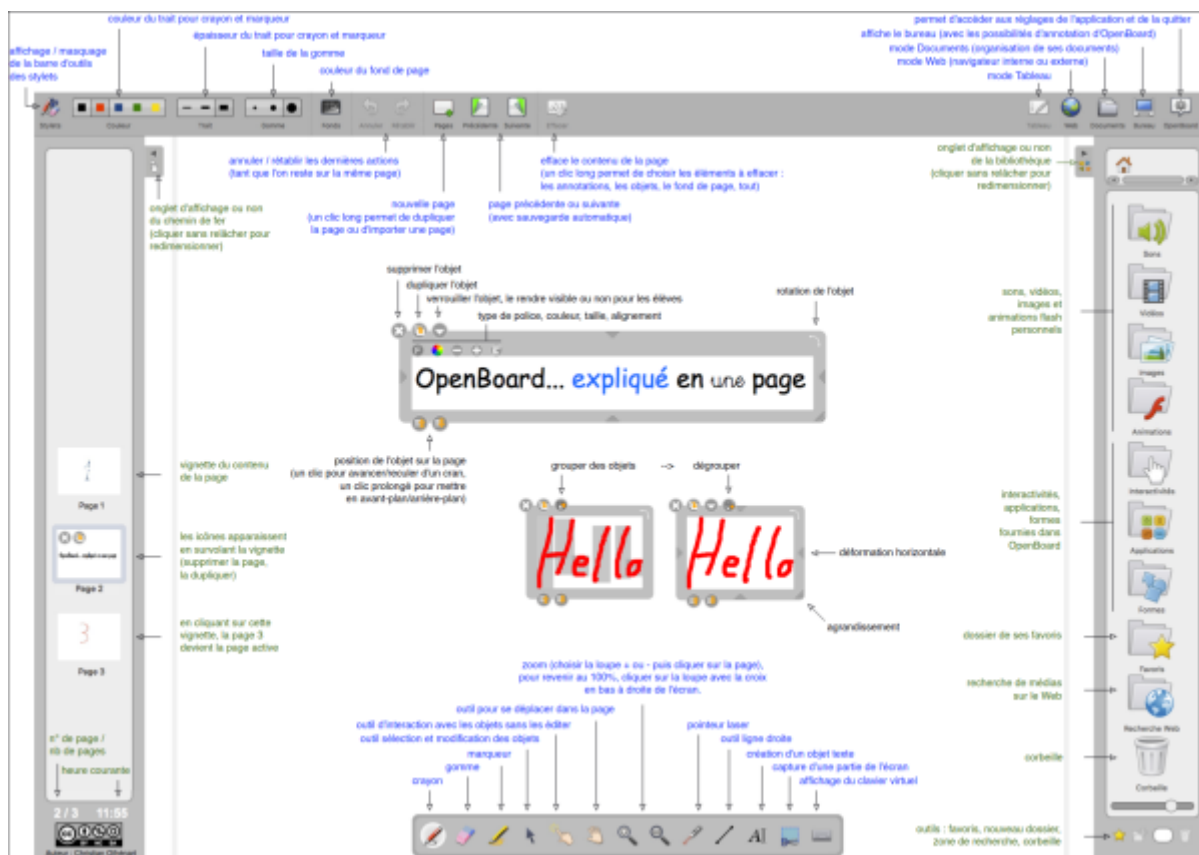 couleur du trait pour crayon et marqueur
épaisseur du trait pour crayon et marqueur
taille de la gomme
couleur du fond de page
affichage / masquage
de la barre d'outils
des stylets
permet d'accéder aux réglages de l'application et de la quitter
affiche le bureau (avec les possibilités d'annotation d'OpenBoard)
mode Documents (organisation de ses documents)
mode Web (navigateur interne ou externe)
mode Tableau
Stylets
Couleur
Trait
Gomme
Fonds
Annuler
Rétablir
Pages
Précédente
Suivante
Effacer
Tableau
Web
Documents
Bureau
OpenBoard
annuler / rétablir les dernières actions
(tant que l'on reste sur la même page)
efface le contenu de la page
(un clic long permet de choisir les éléments à effacer :
les annotations, les objets, le fond de page, tout)
onglet d'affichage ou non
de la bibliothèque
(cliquer sans relâcher pour
redimensionner)
onglet d'affichage ou non
du chemin de fer
(cliquer sans relâcher pour
redimensionner)
nouvelle page
(un clic long permet de dupliquer
la page ou d'importer une page)
page précédente ou suivante
(avec sauvegarde automatique)
supprimer l'objet
dupliquer l'objet
verrouiller l'objet, le rendre visible ou non pour les élèves
type de police, couleur, taille, alignement
rotation de l'objet
OpenBoard... expliqué en une page
position de l'objet sur la page
(un clic pour avancer/reculer d'un cran,
un clic prolongé pour mettre
en avant-plan/arrière-plan)
grouper des objets --> dégrouper
Hello
Hello
déformation horizontale
agrandissement
sons, vidéos,
images et
animations flash
personnels
interactivités,
applications,
formes
fournies dans
OpenBoard
dossier de ses favoris
recherche de médias
sur le Web
corbeille
outils : favoris, nouveau dossier,
zone de recherche, corbeille
Sons
Vidéos
Images
Animations
Interactivités
Applications
Formes
Favoris
Recherche Web
Corbeille
1
Page 1
vignette du contenu
de la page
Page 2
les icônes apparaissent
en survolant la vignette
(supprimer la page,
la dupliquer)
3
Page 3
en cliquant sur cette
vignette, la page 3
devient la page active
n° de page /
nb de pages
heure courante
2 / 3
11:55
zoom (choisir la loupe + ou - puis cliquer sur la page),
pour revenir au 100%, cliquer sur la loupe avec la croix
en bas à droite de l'écran.
outil pour se déplacer dans la page
outil d'interaction avec les objets sans les éditer
outil sélection et modification des objets
marqueur
gomme
crayon
pointeur laser
outil ligne droite
création d'un objet texte
capture d'une partie de l'écran
affichage du clavier virtuel